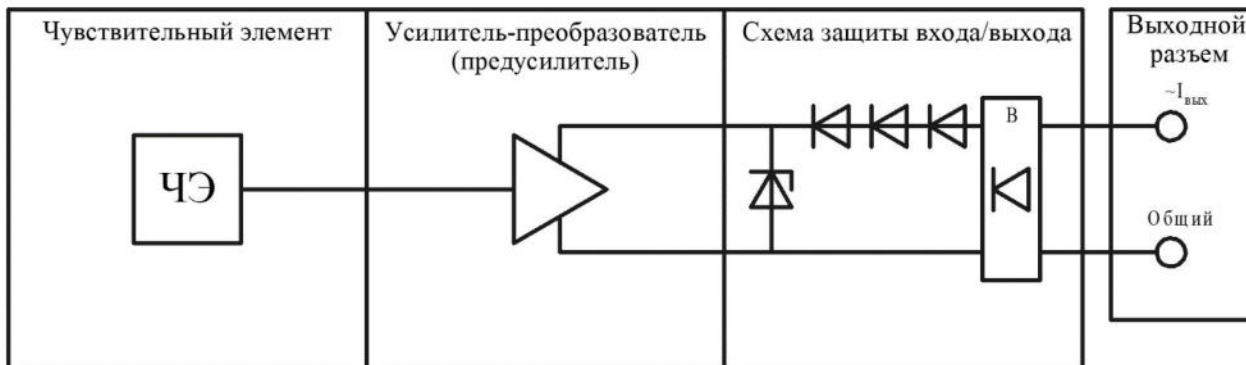 Чувствительный элемент
Усилитель-преобразователь
(предусилитель)
Схема защиты входа/выхода
Выходной
разъем
~Iвых
В
ЧЭ
Общий